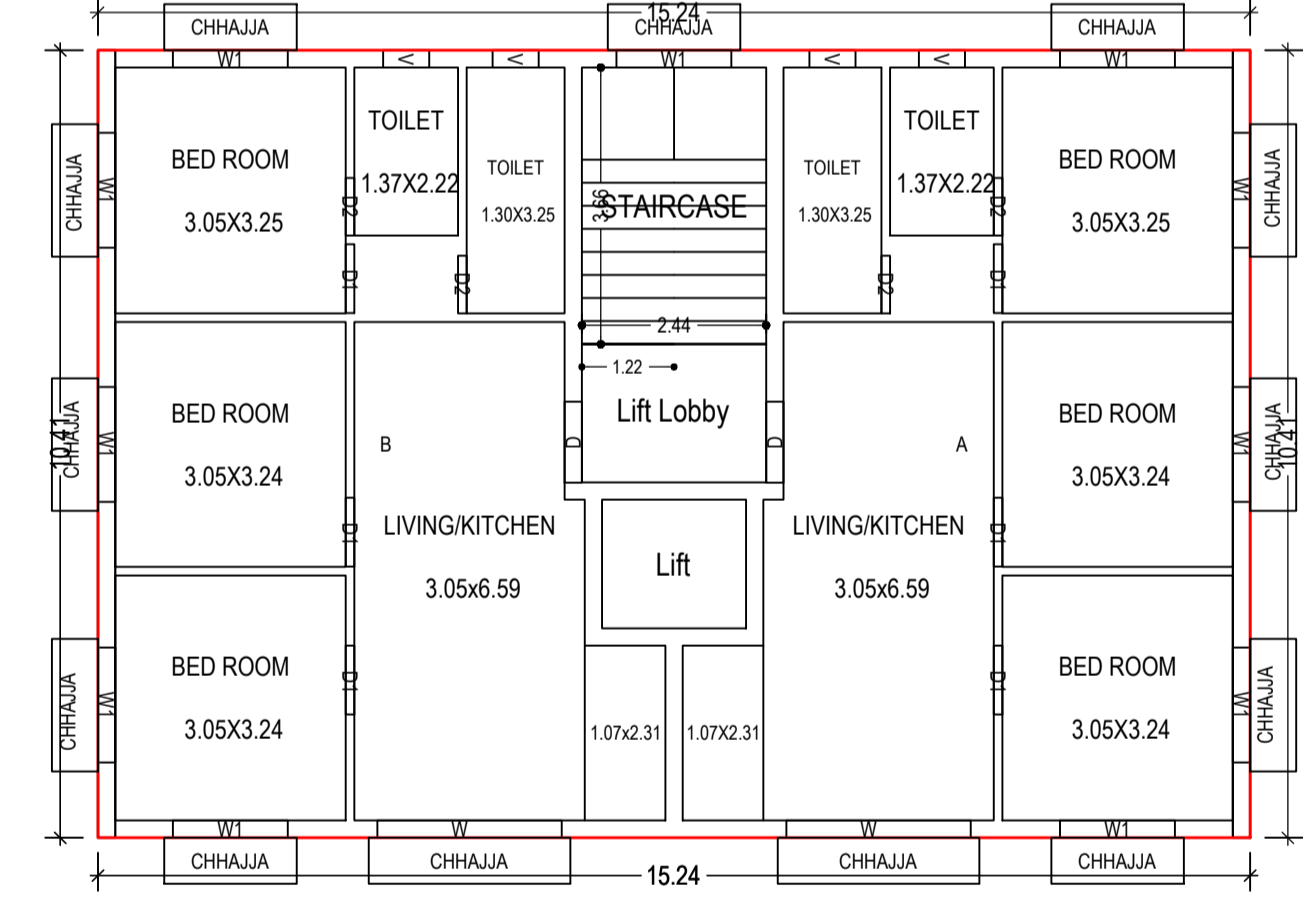 15.24
CHHAJJA
CHHAJJA
CHHAJJA
W1
V
V
W1
V
V
W1
TOILET
1.37X2.22
TOILET
1.37X2.22
BED ROOM
3.05X3.25
TOILET
1.30X3.25
STAIRCASE
3.66
TOILET
1.30X3.25
BED ROOM
3.05X3.25
CHHAJJA
W1
D2
D2
W1
CHHAJJA
D1
D2
D2
D1
2.44
1.22
Lift Lobby
BED ROOM
3.05X3.24
B
D
D
A
BED ROOM
3.05X3.24
10.41
CHHAJJA
W1
W1
CHHAJJA
10.41
LIVING/KITCHEN
3.05x6.59
D1
Lift
LIVING/KITCHEN
3.05x6.59
D1
BED ROOM
3.05X3.24
D1
D1
BED ROOM
3.05X3.24
CHHAJJA
W1
W1
CHHAJJA
1.07x2.31
1.07X2.31
W1
W
W
W1
CHHAJJA
CHHAJJA
CHHAJJA
CHHAJJA
15.24